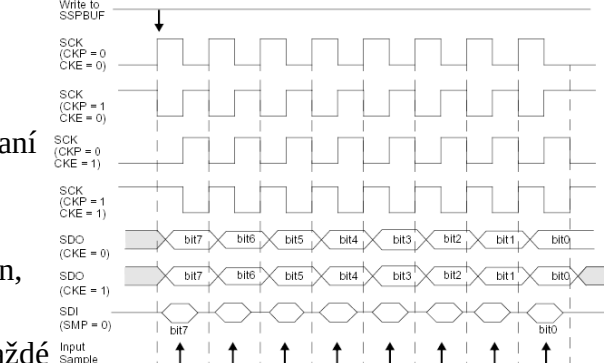 Write to
SSPBUF
SCK
(CKP = 0
CKE = 0)
SCK
(CKP = 1
CKE = 0)
aní
SCK
(CKP = 0
CKE = 1)
SCK
(CKP = 1
CKE = 1)
SDO
(CKE = 0)
bit7 bit6 bit5 bit4 bit3 bit2 bit1 bit0
n,
SDO
(CKE = 1)
bit7 bit6 bit5 bit4 bit3 bit2 bit1 bit0
SDI
(SMP = 0)
bit7 bit0
aždé
Input
Sample